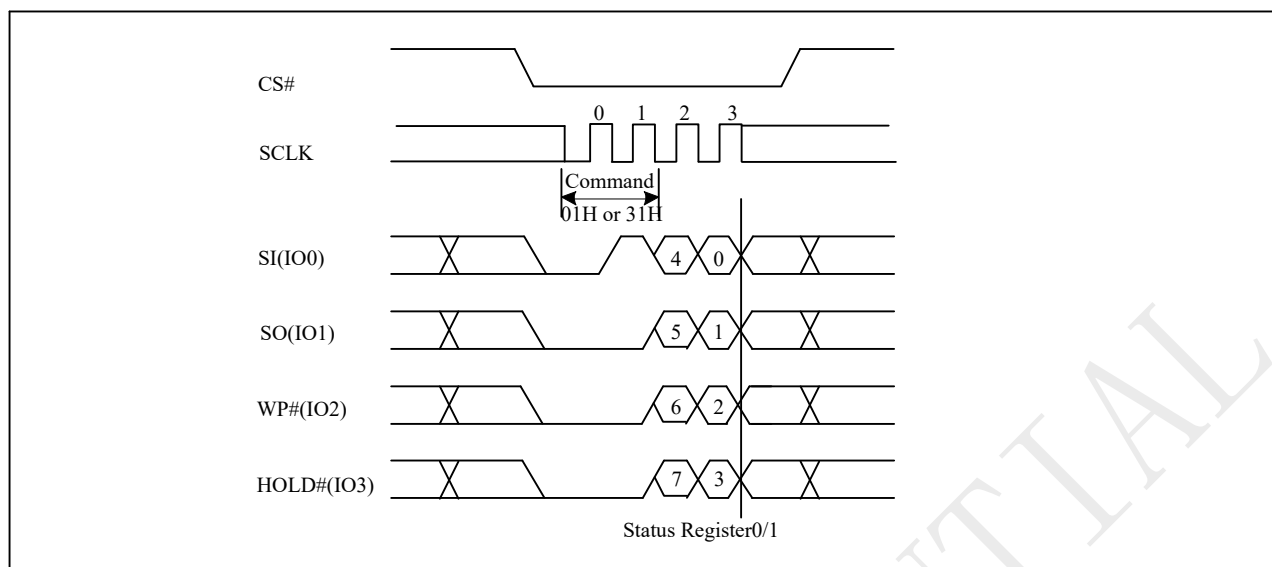 CS#
0 1 2 3
SCLK
Command
01H or 31H
SI(IO0) 4 0
SO(IO1) 5 1
WP#(IO2) 6 2
HOLD#(IO3) 7 3
Status Register0/1